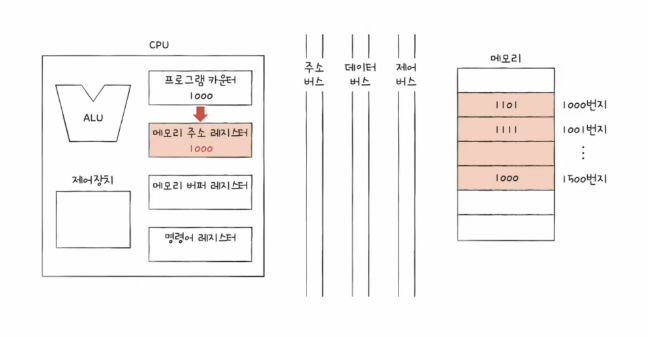 CPU
ALU
제어장치
프로그램 카운터
1000
메모리 주소 레지스터
1000
메모리 버퍼 레지스터
명령어 레지스터
주소
버스
데이터
버스
제어
버스
메모리
1101 1000번지
1111 1001번지
⋮
1000 1500번지